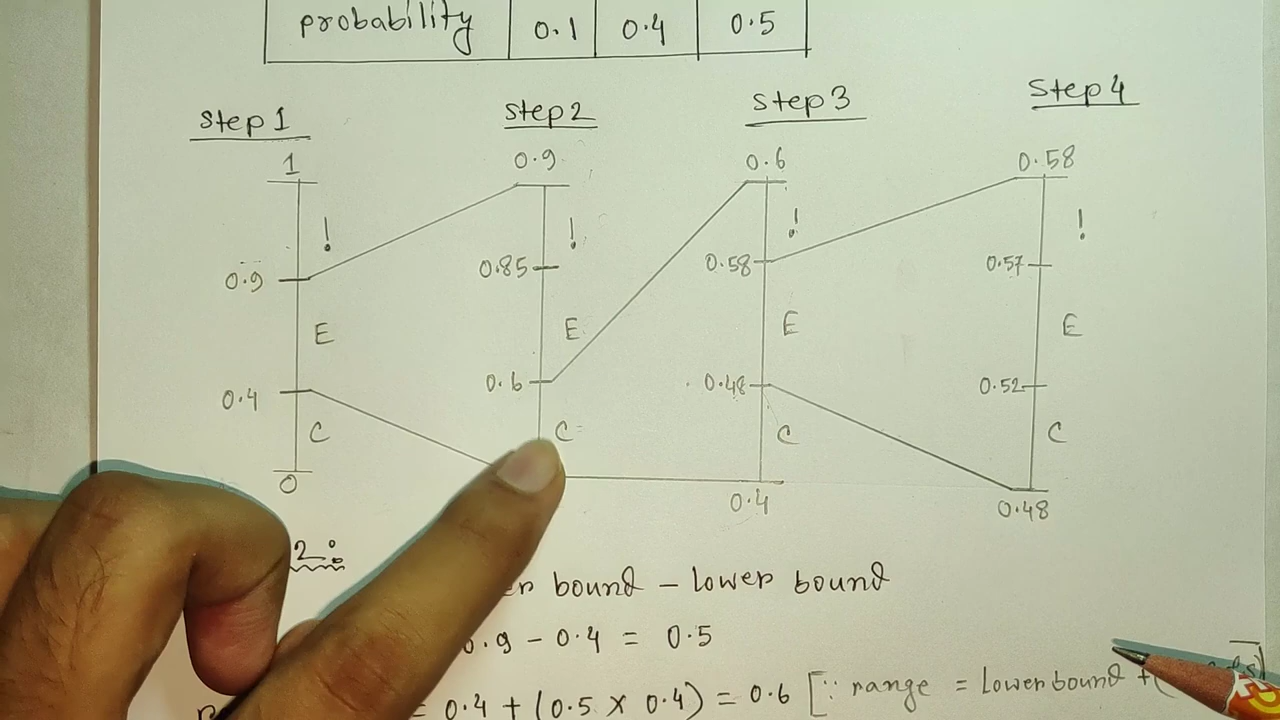 probability 0.1 0.4 0.5
Step 1 Step 2 Step 3 Step 4
1 0.9 0.6 0.58
! ! ! !
0.9 0.85 0.58 0.57
E E E E
0.4 0.6 0.48 0.52
C C C C
0 0.4 0.48
2:
bound - Lower bound
0.9 - 0.4 = 0.5
= 0.4 + (0.5 X 0.4) = 0.6 [∵ range = Lower bound +